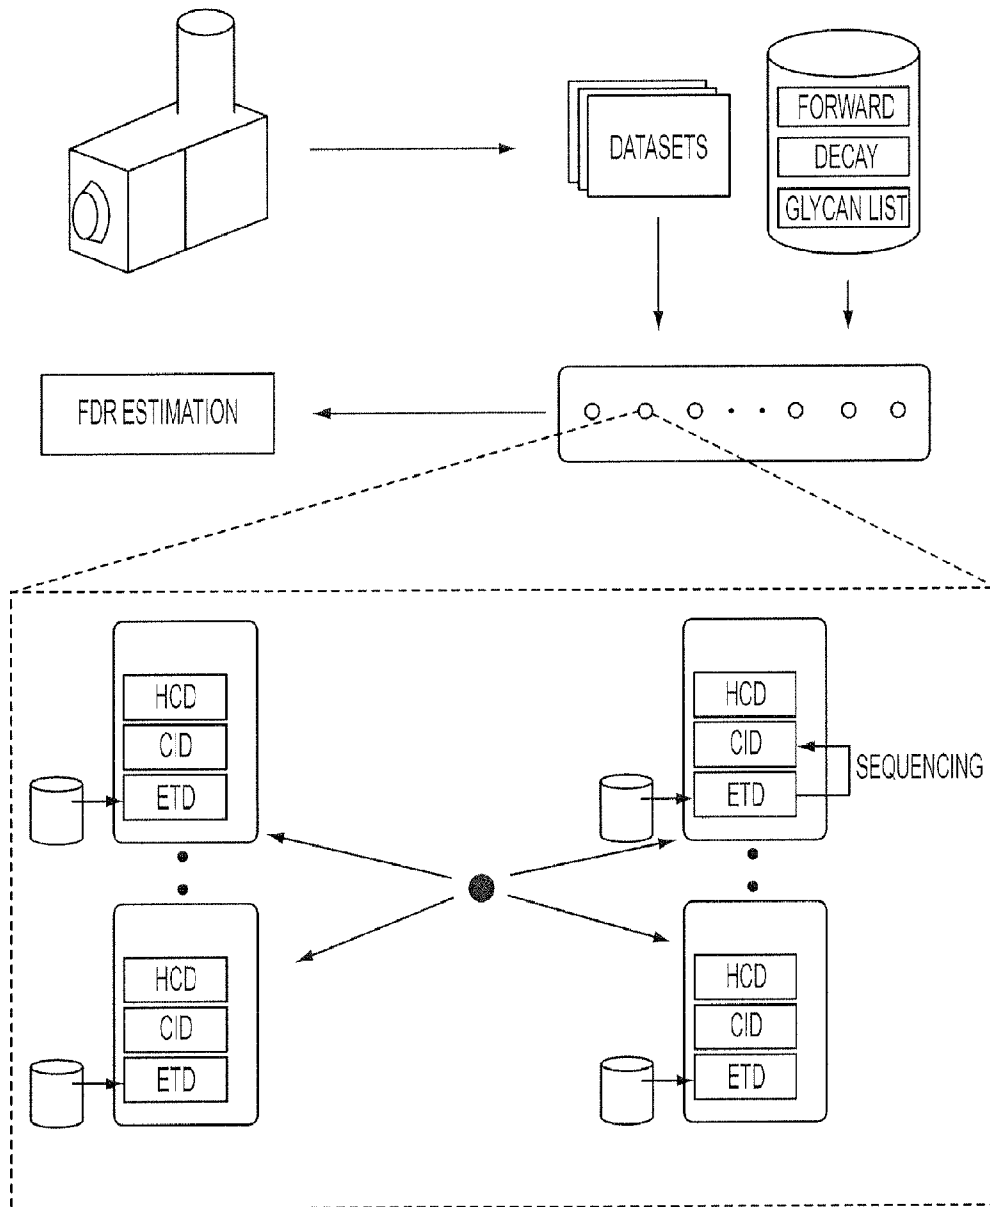 DATASETS
FORWARD
DECAY
GLYCAN LIST
FDR ESTIMATION
HCD
CID
ETD
HCD
CID
ETD
SEQUENCING
HCD
CID
ETD
HCD
CID
ETD